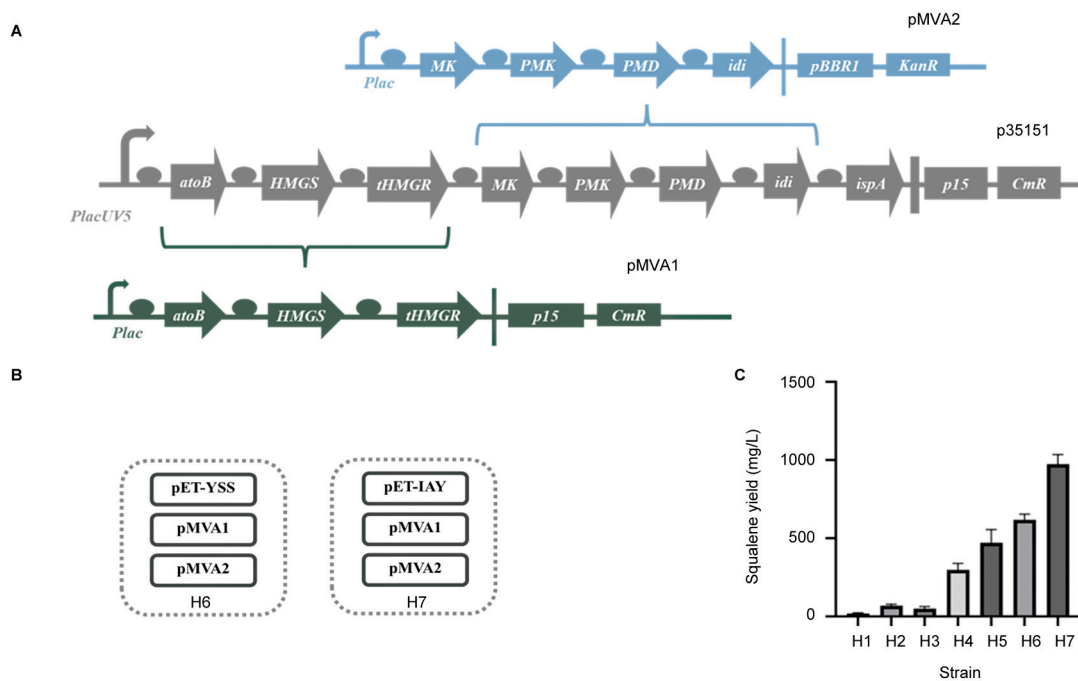 A
pMVA2
MK PMK PMD idi pBBR1 KanR
Plac
p35151
atoB HMGS tHMGR MK PMK PMD idi ispA p15 CmR
PlacUV5
pMVA1
atoB HMGS tHMGR p15 CmR
Plac
B
pET-YSS
pMVA1
pMVA2
H6
pET-IAY
pMVA1
pMVA2
H7
C
Squalene yield (mg/L)
1500
1000
500
0
H1 H2 H3 H4 H5 H6 H7
Strain